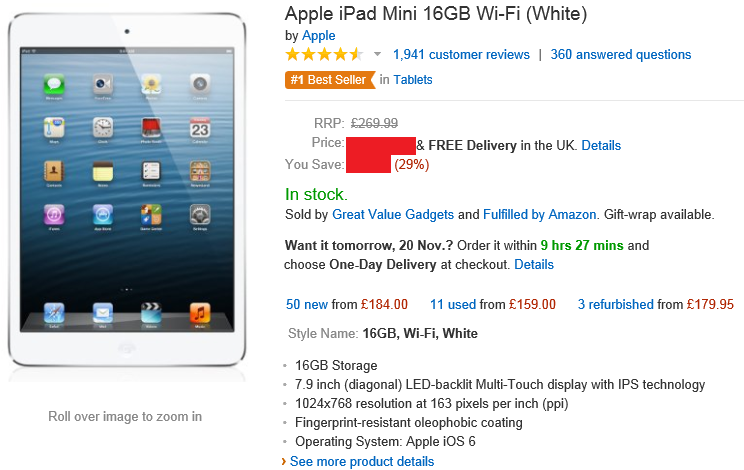 Apple iPad Mini 16GB Wi-Fi (White)
by Apple
1,941 customer reviews | 360 answered questions
#1 Best Seller in Tablets
RRP: £269.99
Price: & FREE Delivery in the UK. Details
You Save: (29%)
In stock.
Sold by Great Value Gadgets and Fulfilled by Amazon. Gift-wrap available.
Want it tomorrow, 20 Nov.? Order it within 9 hrs 27 mins and
choose One-Day Delivery at checkout. Details
50 new from £184.00 11 used from £159.00 3 refurbished from £179.95
Style Name: 16GB, Wi-Fi, White
• 16GB Storage
• 7.9 inch (diagonal) LED-backlit Multi-Touch display with IPS technology
• 1024x768 resolution at 163 pixels per inch (ppi)
• Fingerprint-resistant oleophobic coating
• Operating System: Apple iOS 6
› See more product details
23
Roll over image to zoom in